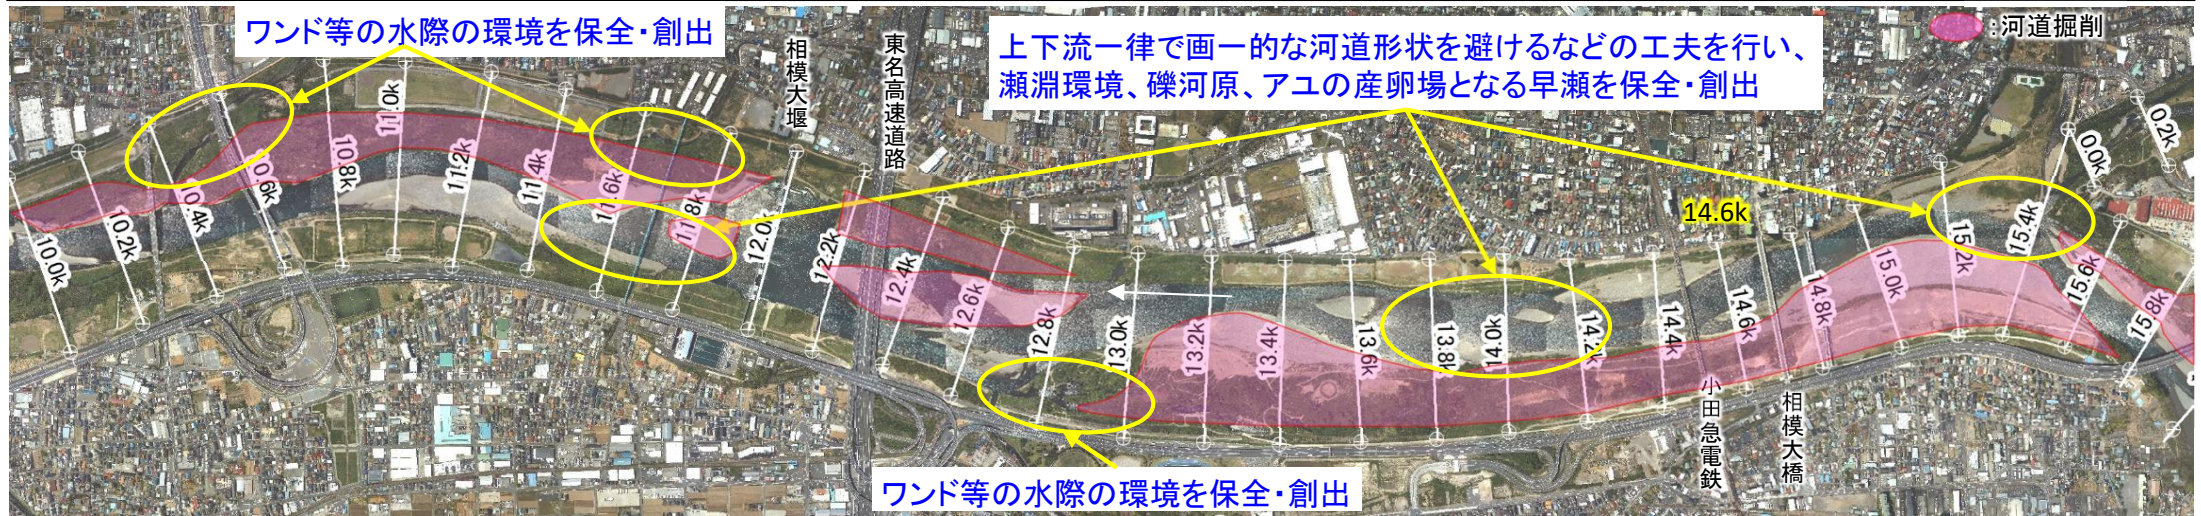 ワンド等の水際の環境を保全・創出
上下流一律で画一的な河道形状を避けるなどの工夫を行い、
瀬淵環境、礫河原、アユの産卵場となる早瀬を保全・創出
:河道掘削
相模大堰
東名高速道路
14.6k
10.0k
10.2k
10.4k
10.6k
10.8k
11.0k
11.2k
11.4k
11.6k
11.8k
12.0k
12.2k
12.4k
12.6k
12.8k
13.0k
13.2k
13.4k
13.6k
13.8k
14.0k
14.2k
14.4k
14.6k
14.8k
15.0k
15.2k
15.4k
15.6k
15.8k
0.0k
0.2k
小田急電鉄
相模大橋
ワンド等の水際の環境を保全・創出